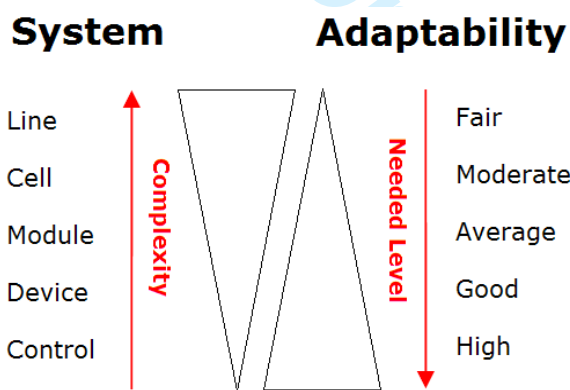 System Adaptability
Line Fair
Cell Moderate
Module Average
Device Good
Control High
Complexity
Needed Level